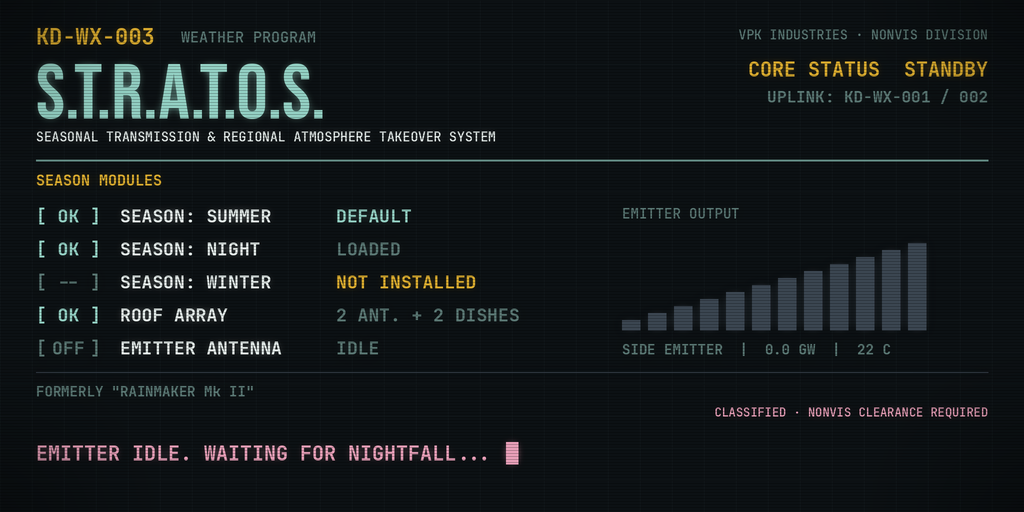 KD-WX-003 WEATHER PROGRAM
VPK INDUSTRIES · NONVIS DIVISION
S.T.R.A.T.O.S.
CORE STATUS STANDBY
UPLINK: KD-WX-001 / 002
SEASONAL TRANSMISSION & REGIONAL ATMOSPHERE TAKEOVER SYSTEM
SEASON MODULES
[ OK ] SEASON: SUMMER DEFAULT
[ OK ] SEASON: NIGHT LOADED
[ -- ] SEASON: WINTER NOT INSTALLED
[ OK ] ROOF ARRAY 2 ANT. + 2 DISHES
[ OFF ] EMITTER ANTENNA IDLE
EMITTER OUTPUT
SIDE EMITTER | 0.0 GW | 22 C
FORMERLY "RAINMAKER Mk II"
CLASSIFIED · NONVIS CLEARANCE REQUIRED
EMITTER IDLE. WAITING FOR NIGHTFALL...